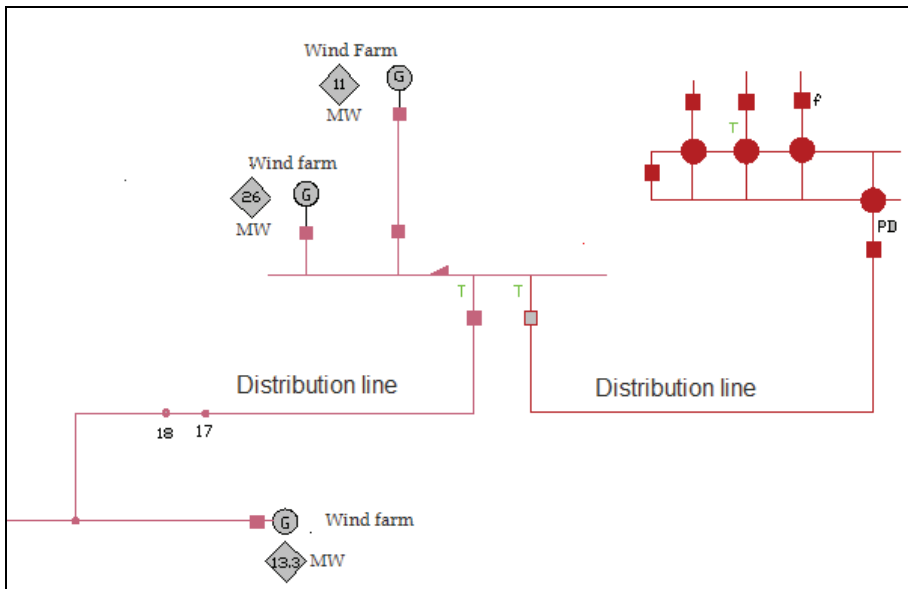 Wind Farm
11
G
MW
f
T
Wind farm
26
G
MW
PD
T
T
Distribution line
Distribution line
18
17
G
Wind farm
13.3
MW